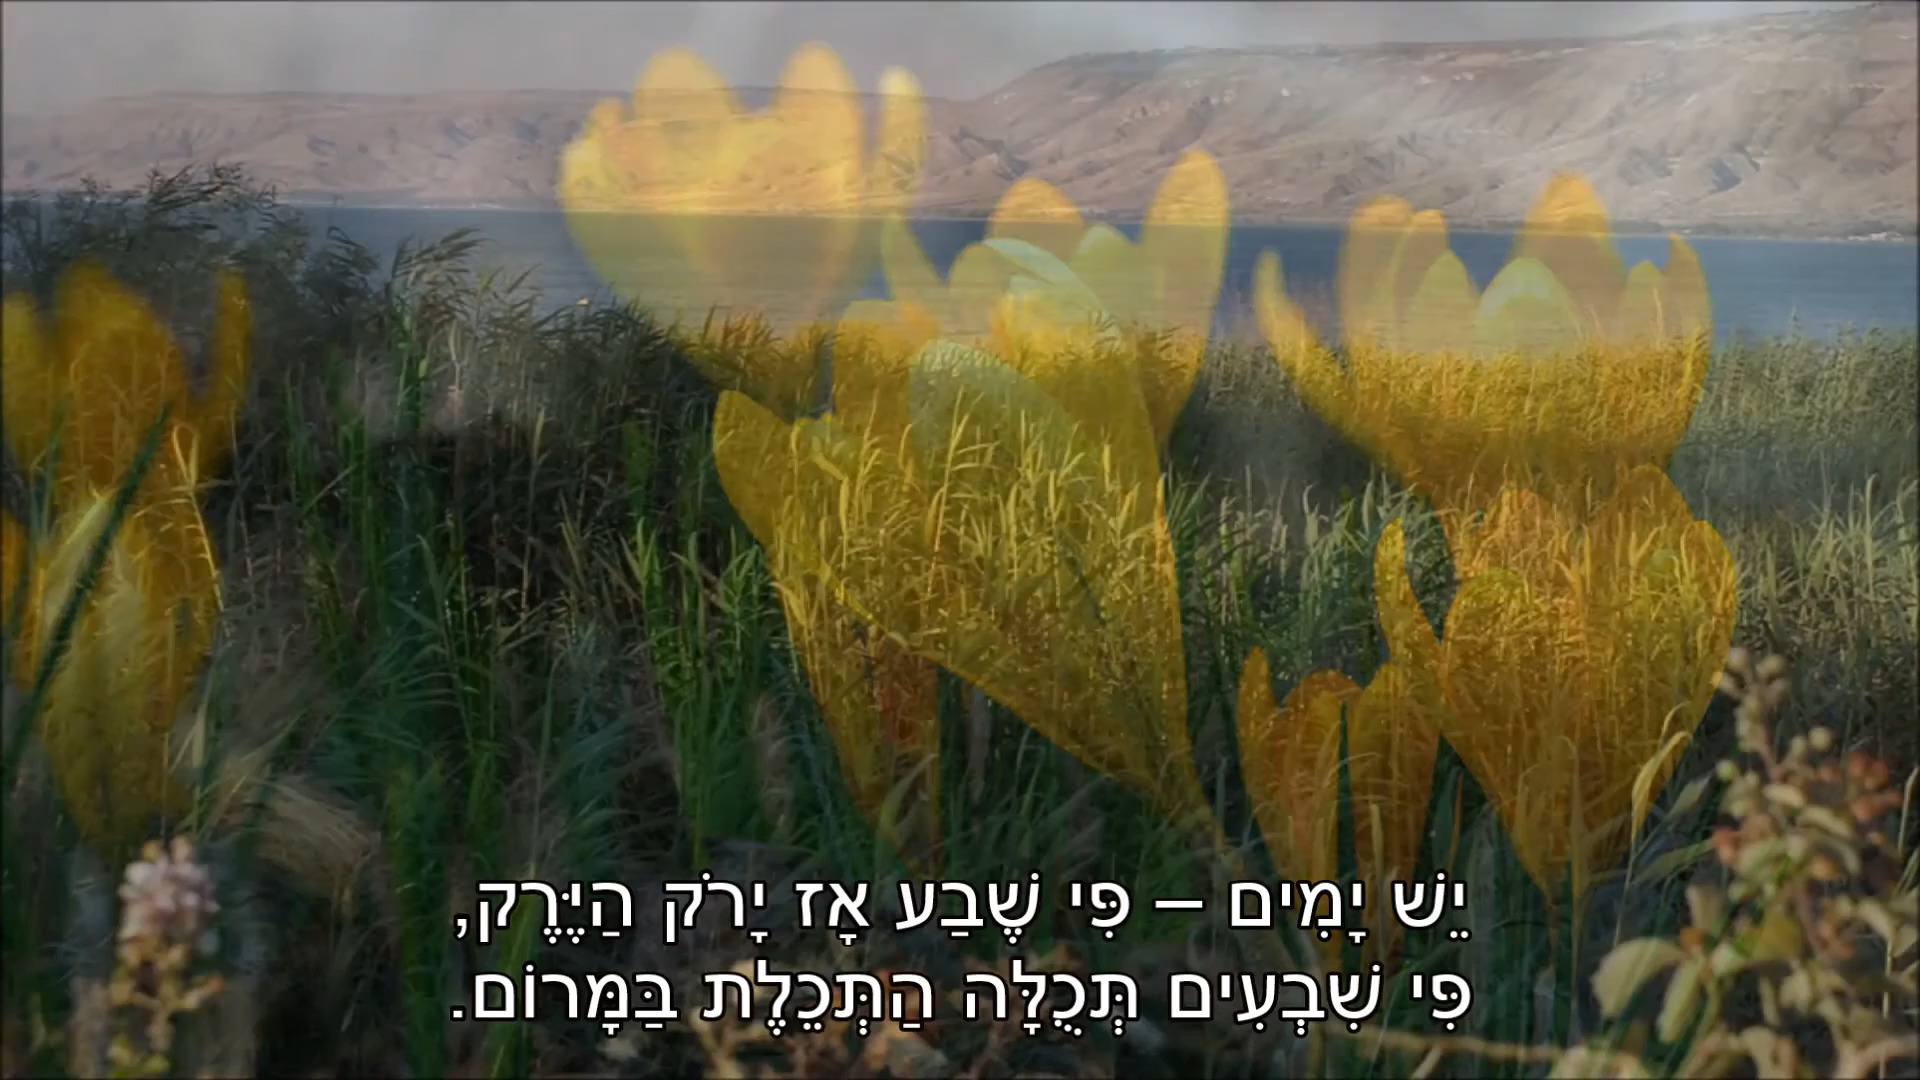 יֵשׁ יָמִים – פִּי שֶׁבַע אָז יָרֹק הַיֶּרֶק,
פִּי שִׁבְעִים תְּכֻלָּה הַתְּכֵלֶת בַּמָּרוֹם.